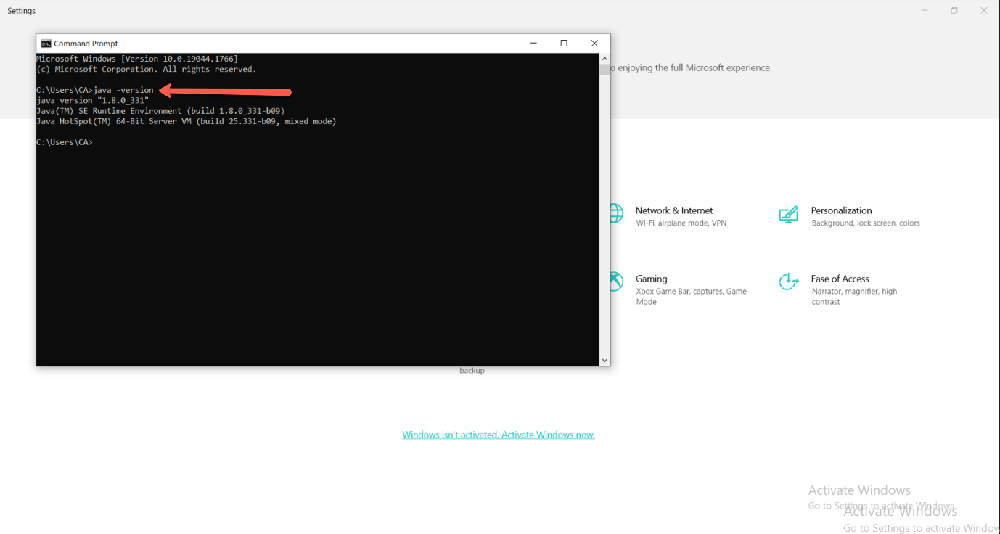 Settings
Command Prompt
Microsoft Windows [Version 10.0.19044.1766]
(c) Microsoft Corporation. All rights reserved.
C:\Users\CA>java -version
java version "1.8.0_331"
Java(TM) SE Runtime Environment (build 1.8.0_331-b09)
Java HotSpot(TM) 64-Bit Server VM (build 25.331-b09, mixed mode)
C:\Users\CA>
o enjoying the full Microsoft experience.
Network & Internet
Wi-Fi, airplane mode, VPN
Personalization
Background, lock screen, colors
Gaming
Xbox Game Bar, captures, Game
Mode
Ease of Access
Narrator, magnifier, high
contrast
backup
Windows isn't activated. Activate Windows now.
Activate Windows
Go to Settings to activate Windows.
Activate Windows
Go to Settings to activate Window